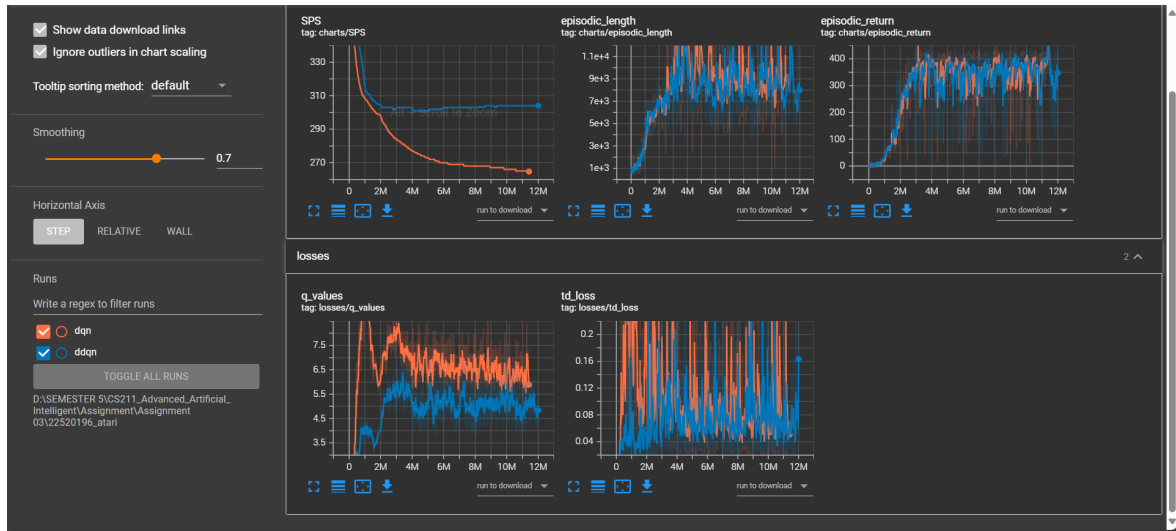 Show data download links
Ignore outliers in chart scaling
Tooltip sorting method: default
Smoothing
0.7
Horizontal Axis
STEP RELATIVE WALL
Runs
Write a regex to filter runs
dqn
ddqn
TOGGLE ALL RUNS
D:\SEMESTER 5\CS211_Advanced_Artificial_
Intelligent\Assignment\Assignment
03\22520196_atari
SPS
tag: charts/SPS
330
310
290
270
0 2M 4M 6M 8M 10M 12M
run to download
episodic_length
tag: charts/episodic_length
1.1e+4
9e+3
7e+3
5e+3
3e+3
1e+3
0 2M 4M 6M 8M 10M 12M
run to download
episodic_return
tag: charts/episodic_return
400
300
200
100
0
0 2M 4M 6M 8M 10M 12M
run to download
losses
2
q_values
tag: losses/q_values
7.5
6.5
5.5
4.5
3.5
0 2M 4M 6M 8M 10M 12M
run to download
td_loss
tag: losses/td_loss
0.2
0.16
0.12
0.08
0.04
0 2M 4M 6M 8M 10M 12M
run to download